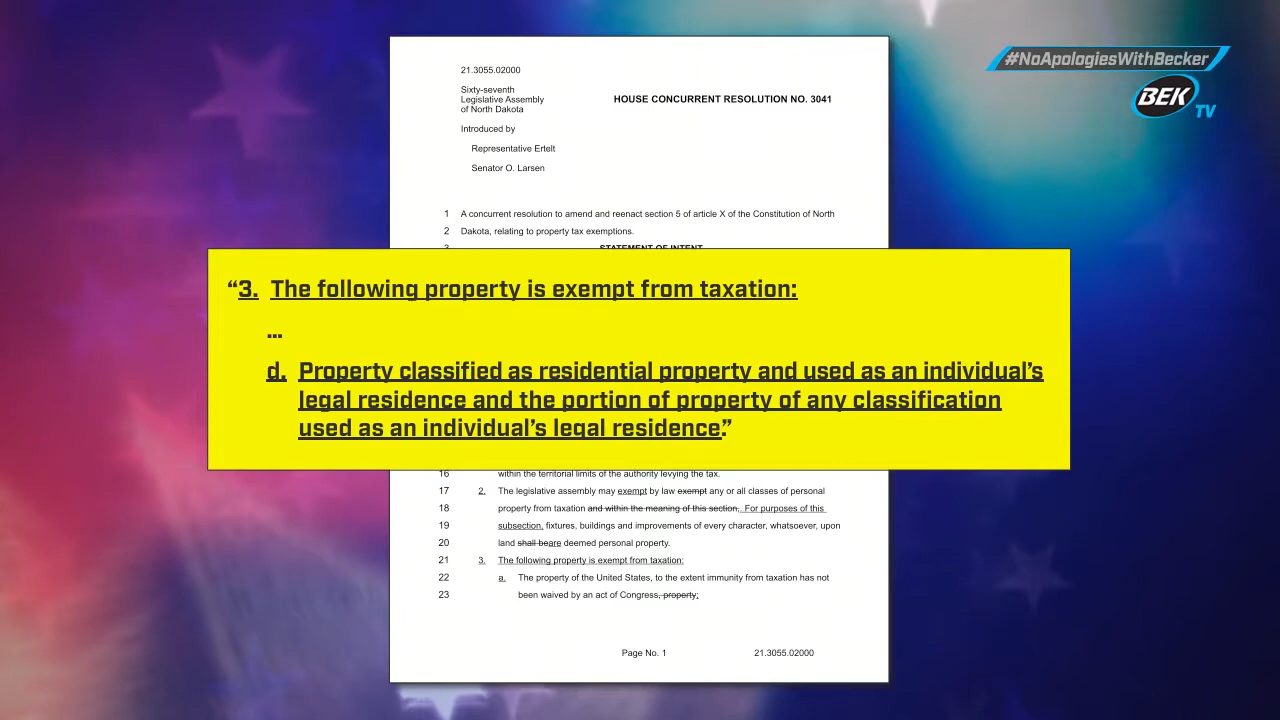 #NoApologiesWithBecker
BEK
TV
21.3055.02000
Sixty-seventh
Legislative Assembly
of North Dakota
HOUSE CONCURRENT RESOLUTION NO. 3041
Introduced by
Representative Ertelt
Senator O. Larsen
1 A concurrent resolution to amend and reenact section 5 of article X of the Constitution of North
2 Dakota, relating to property tax exemptions.
3 STATEMENT OF INTENT
“3. The following property is exempt from taxation:
...
d. Property classified as residential property and used as an individual’s
legal residence and the portion of property of any classification
used as an individual’s legal residence.”
16 within the territorial limits of the authority levying the tax.
17 2. The legislative assembly may exempt by law exempt any or all classes of personal
18 property from taxation and within the meaning of this section,. For purposes of this
19 subsection, fixtures, buildings and improvements of every character, whatsoever, upon
20 land shall beare deemed personal property.
21 3. The following property is exempt from taxation:
22 a. The property of the United States, to the extent immunity from taxation has not
23 been waived by an act of Congress, property;
Page No. 1 21.3055.02000